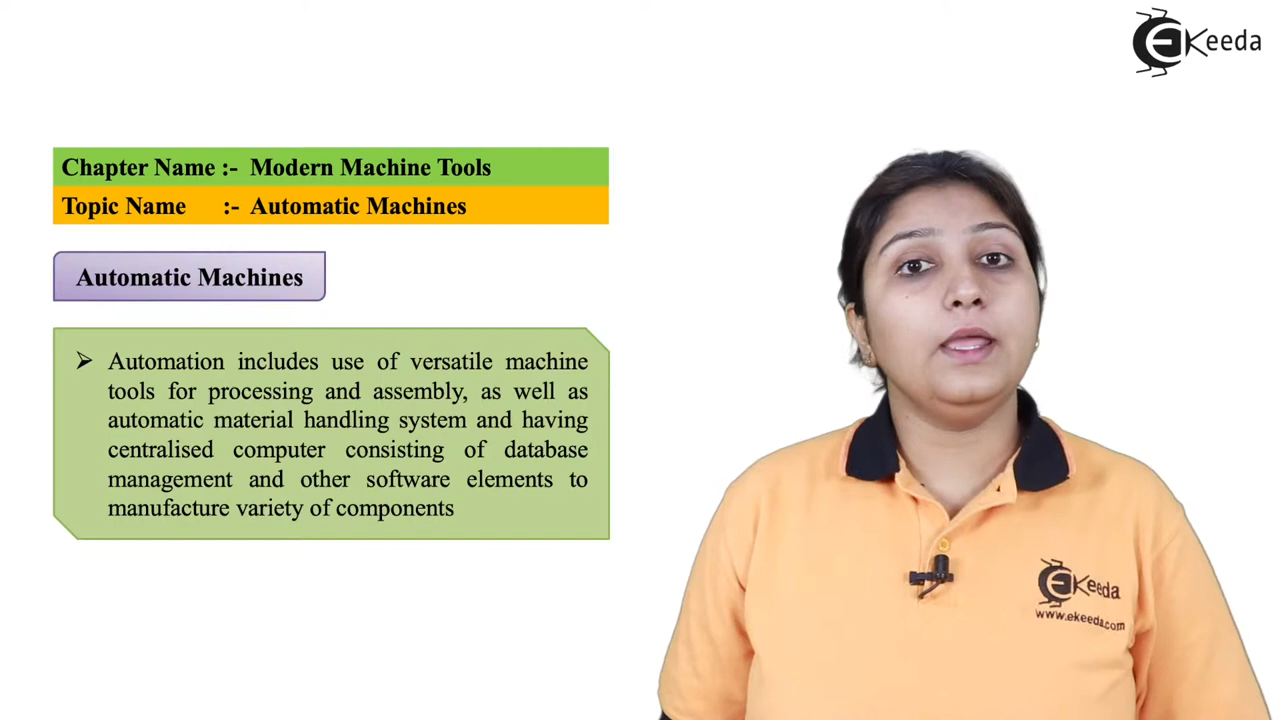 EKeeda
Chapter Name :- Modern Machine Tools
Topic Name :- Automatic Machines
Automatic Machines
➢ Automation includes use of versatile machine
tools for processing and assembly, as well as
automatic material handling system and having
centralised computer consisting of database
management and other software elements to
manufacture variety of components
EKeeda
www.ekeeda.com